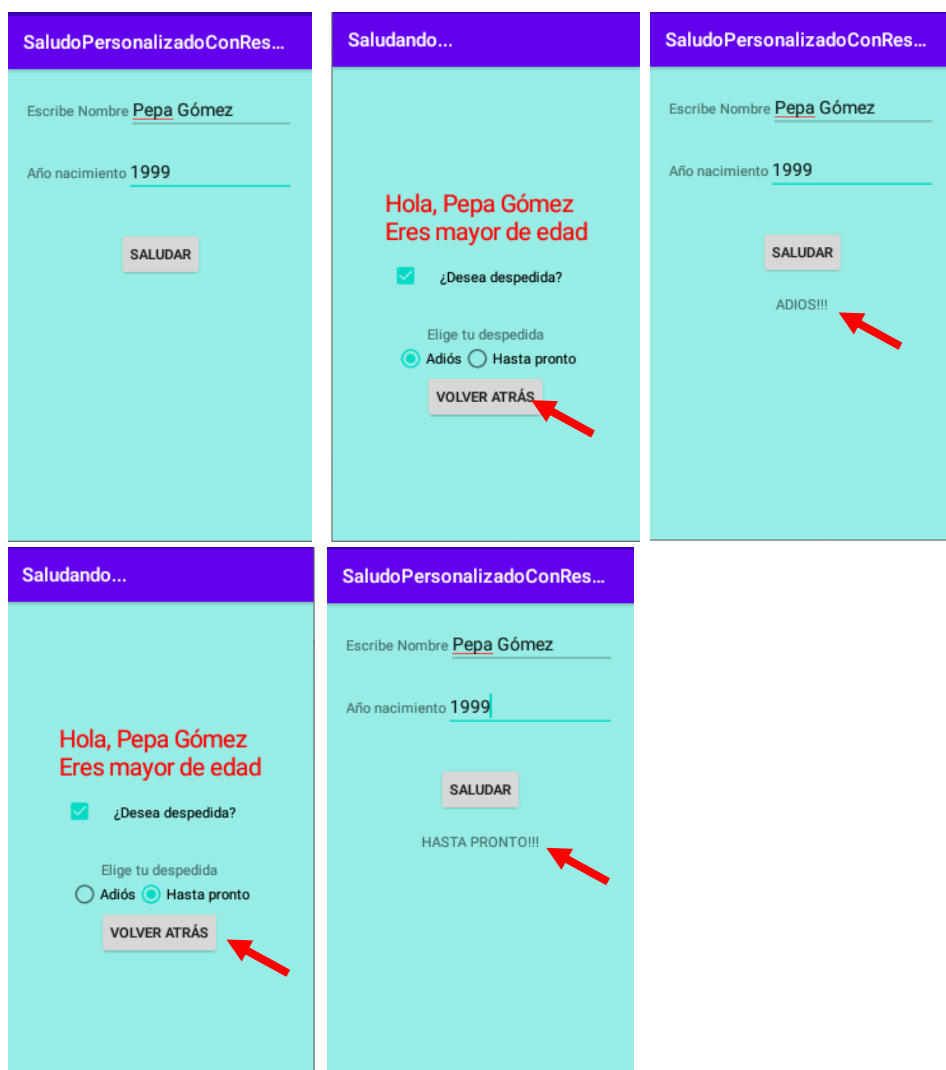 SaludoPersonalizadoConRes...
Escribe Nombre Pepa Gómez
Año nacimiento 1999
SALUDAR
Saludando...
Hola, Pepa Gómez
Eres mayor de edad
¿Desea despedida?
Elige tu despedida
Adiós Hasta pronto
VOLVER ATRÁS
SaludoPersonalizadoConRes...
Escribe Nombre Pepa Gómez
Año nacimiento 1999
SALUDAR
ADIOS!!!
Saludando...
Hola, Pepa Gómez
Eres mayor de edad
¿Desea despedida?
Elige tu despedida
Adiós Hasta pronto
VOLVER ATRÁS
SaludoPersonalizadoConRes...
Escribe Nombre Pepa Gómez
Año nacimiento 1999
SALUDAR
HASTA PRONTO!!!